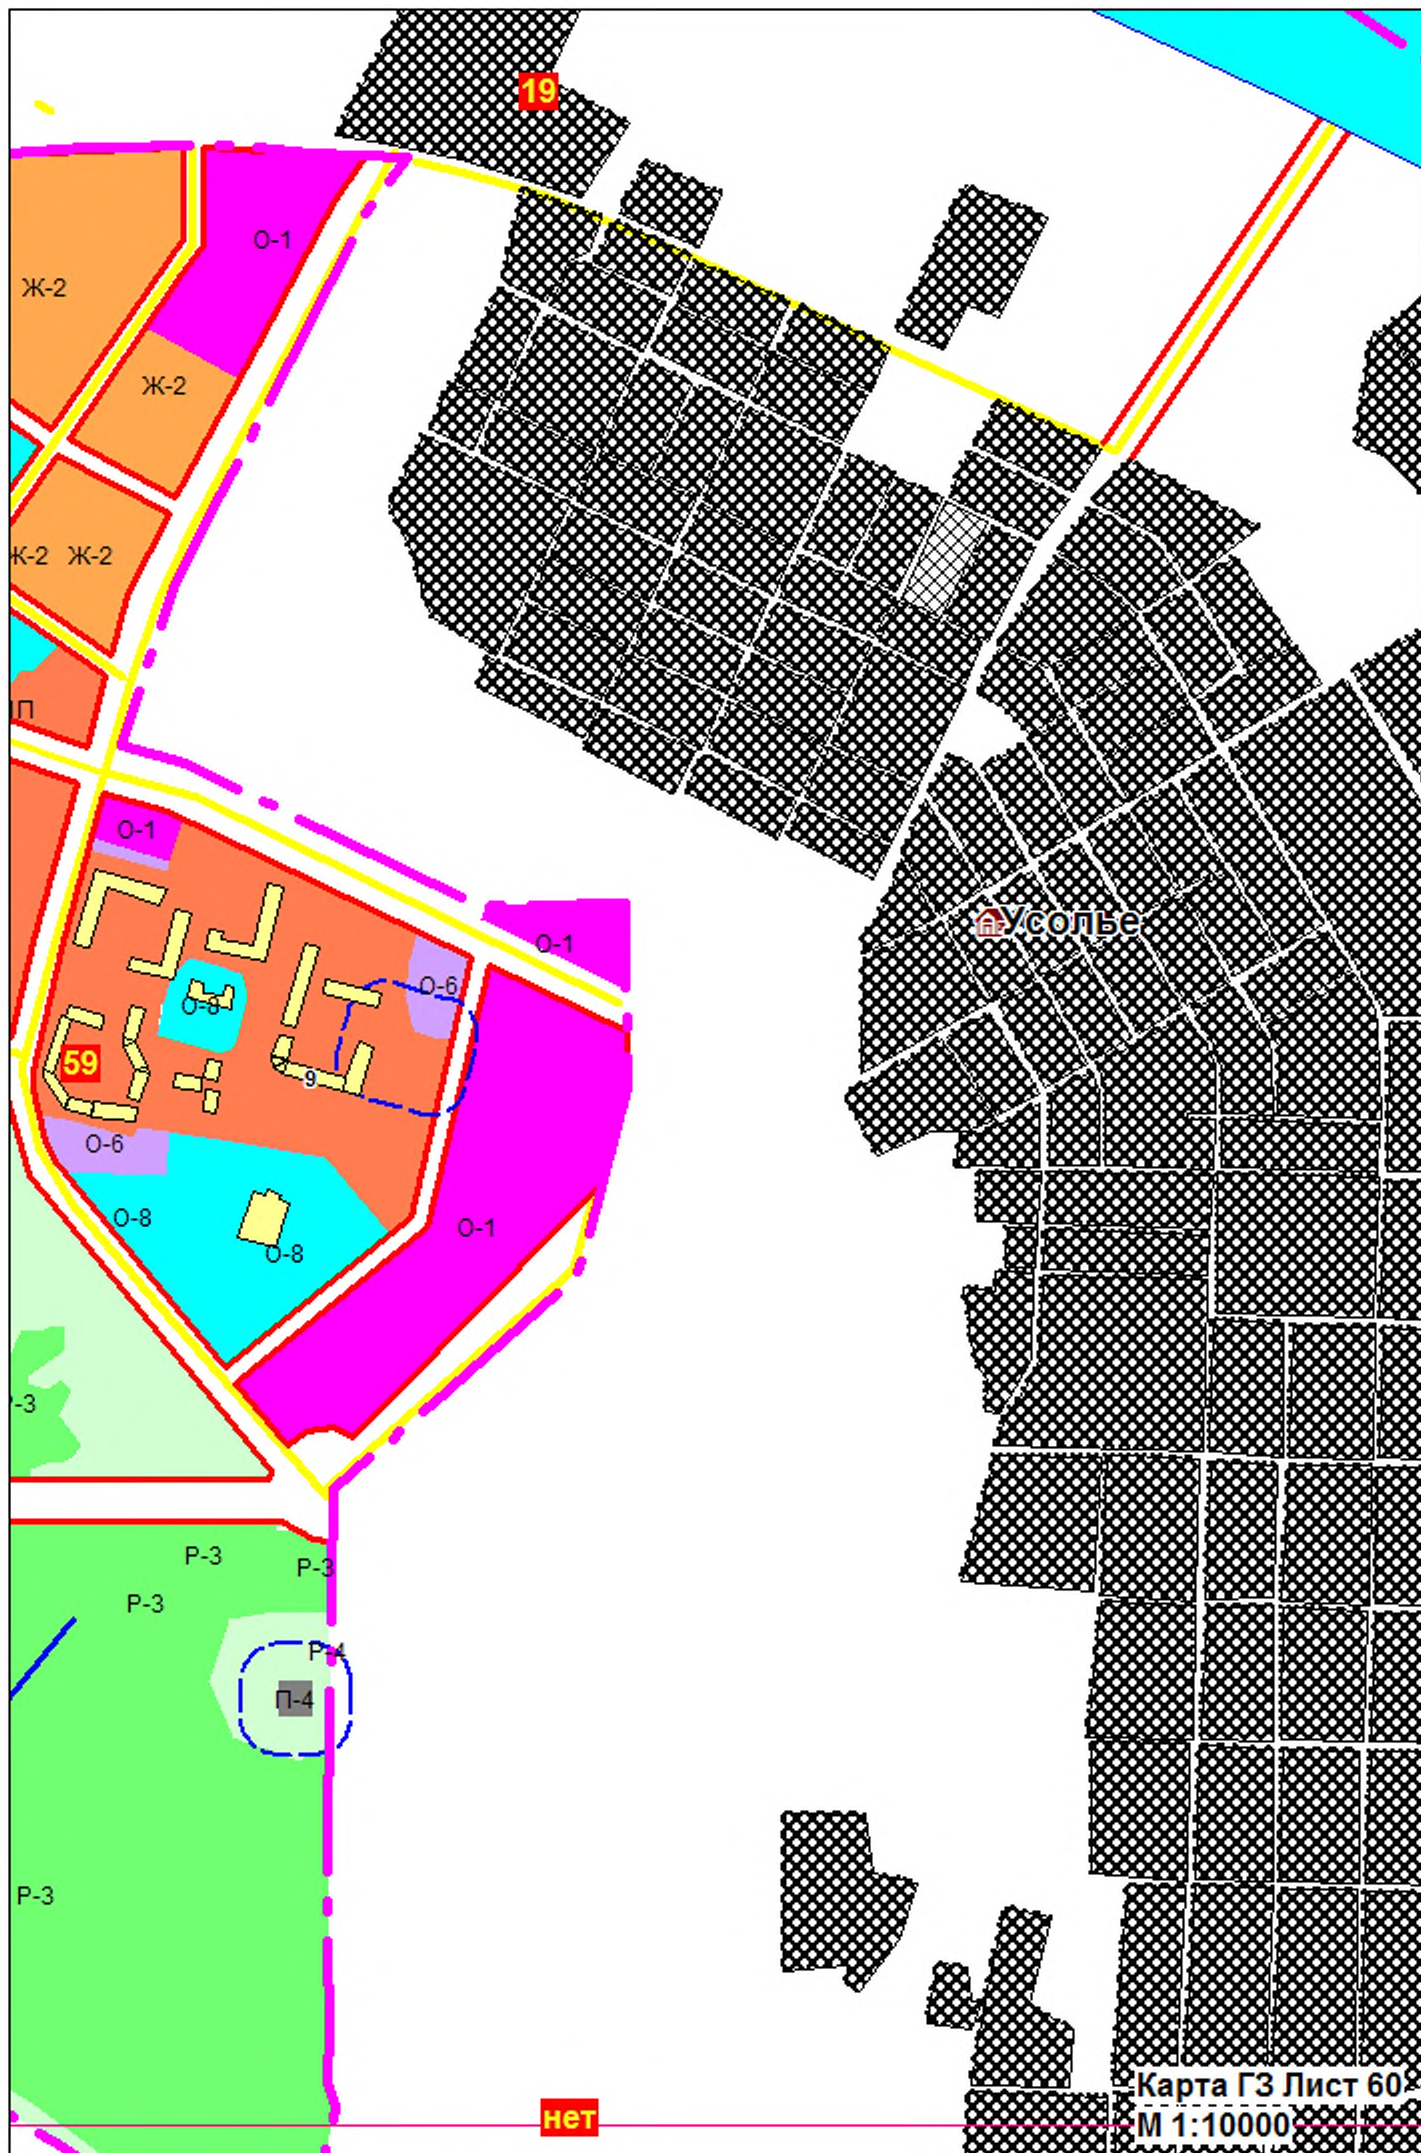 19
О-1
Ж-2
Ж-2
Ж-2 Ж-2
О-1
Усолье
О-1
О-6
О-8
59
9
О-6
О-8
О-1
О-8
Р-3
Р-3
Р-3
Р-4
П-4
Р-3
Карта ГЗ Лист 60
нет
М 1:10000